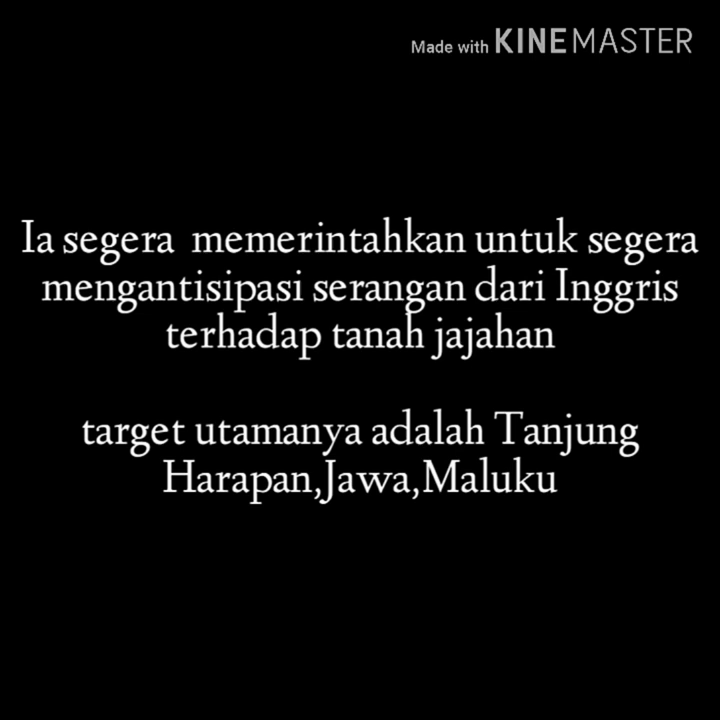 Made with KINEMASTER
Ia segera  memerintahkan untuk segera
mengantisipasi serangan dari Inggris
terhadap tanah jajahan
target utamanya adalah Tanjung
Harapan,Jawa,Maluku